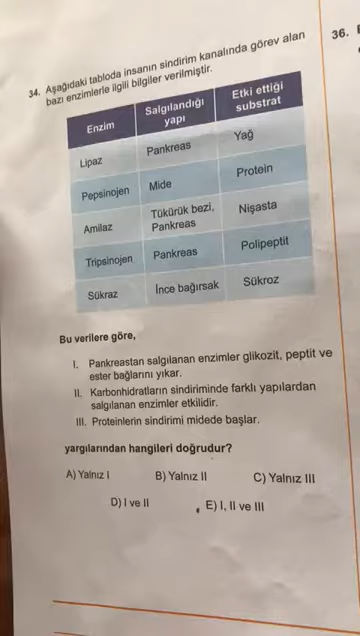 36.
34. Aşağıdaki tabloda insanın sindirim kanalında görev alan
bazı enzimlerle ilgili bilgiler verilmiştir.
Enzim Salgılandığı yapı Etki ettiği substrat
Lipaz Pankreas Yağ
Pepsinojen Mide Protein
Amilaz Tükürük bezi, Pankreas Nişasta
Tripsinojen Pankreas Polipeptit
Sükraz İnce bağırsak Sükroz
Bu verilere göre,
I. Pankreastan salgılanan enzimler glikozit, peptit ve
ester bağlarını yıkar.
II. Karbonhidratların sindiriminde farklı yapılardan
salgılanan enzimler etkilidir.
III. Proteinlerin sindirimi midede başlar.
yargılarından hangileri doğrudur?
A) Yalnız I B) Yalnız II C) Yalnız III
D) I ve II E) I, II ve III